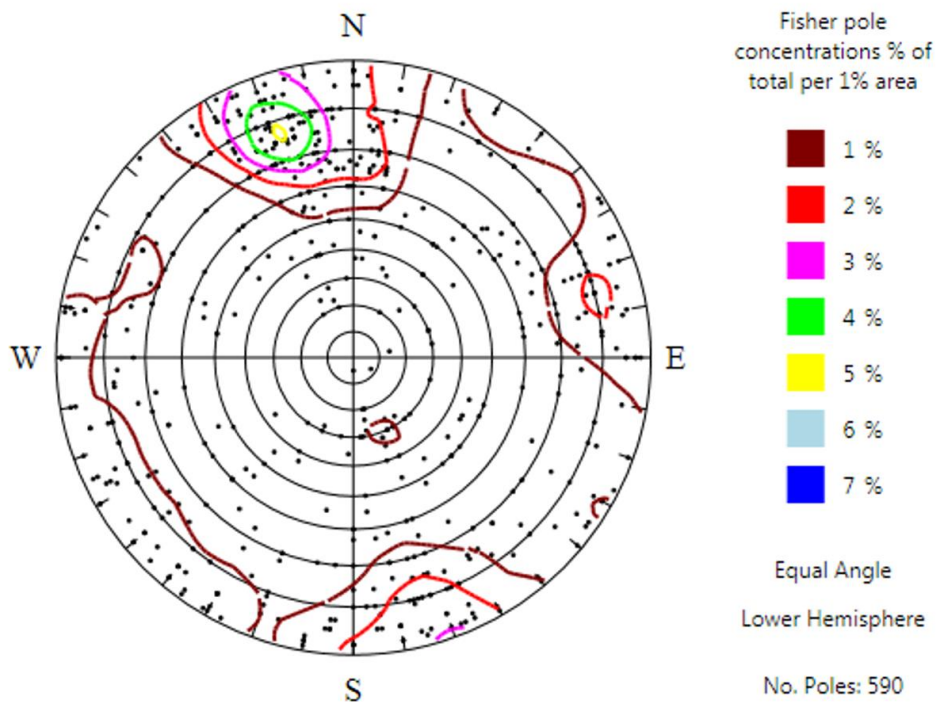 N
W
E
S
Fisher pole
concentrations % of
total per 1% area
1 %
2 %
3 %
4 %
5 %
6 %
7 %
Equal Angle
Lower Hemisphere
No. Poles: 590